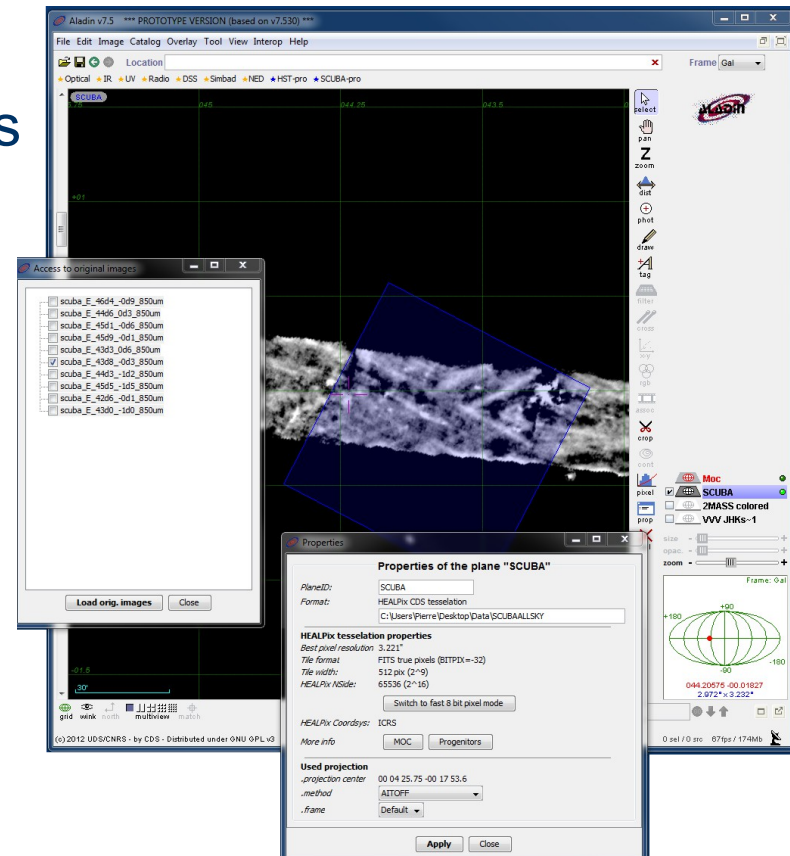 s
Aladin v7.5 *** PROTOTYPE VERSION (based on v7.530) ***
File Edit Image Catalog Overlay Tool View Interop Help
Location
Frame Gal
Optical IR UV Radio DSS Simbad NED HST-pro SCUBA-pro
SCUBA
045
044.25
043.5
+01
-01.5
30'
select
pan
Z
zoom
dist
phot
draw
tag
filter
cross
x-y
rgb
assoc
crop
cont
pixel
prop
ALADIN
Moc
SCUBA
2MASS colored
VVV JHKs~1
size - +
opac. - +
zoom - +
Frame: Gal
+90
+180
-180
-90
044.20575 -00.01827
2.972° x 3.232°
grid wink north multiview match
(c) 2012 UDS/CNRS - by CDS - Distributed under GNU GPL v3
0 sel / 0 src 67fps / 174Mb
Access to original images
scuba_E_46d4_-0d9_850um
scuba_E_44d6_0d3_850um
scuba_E_45d1_-0d6_850um
scuba_E_45d9_-0d1_850um
scuba_E_43d3_0d6_850um
scuba_E_43d8_-0d3_850um
scuba_E_44d3_-1d2_850um
scuba_E_45d5_-1d5_850um
scuba_E_42d6_-0d1_850um
scuba_E_43d0_-1d0_850um
Load orig. images Close
Properties
Properties of the plane "SCUBA"
PlaneID: SCUBA
Format: HEALPix CDS tesselation
C:\Users\Pierre\Desktop\Data\SCUBAALLSKY
HEALPix tesselation properties
Best pixel resolution 3.221"
Tile format FITS true pixels (BITPIX=-32)
Tile width: 512 pix (2^9)
HEALPix NSide: 65536 (2^16)
Switch to fast 8 bit pixel mode
HEALPix Coordsys: ICRS
More info MOC Progenitors
Used projection
.projection center 00 04 25.75 -00 17 53.6
.method AITOFF
.frame Default
Apply Close